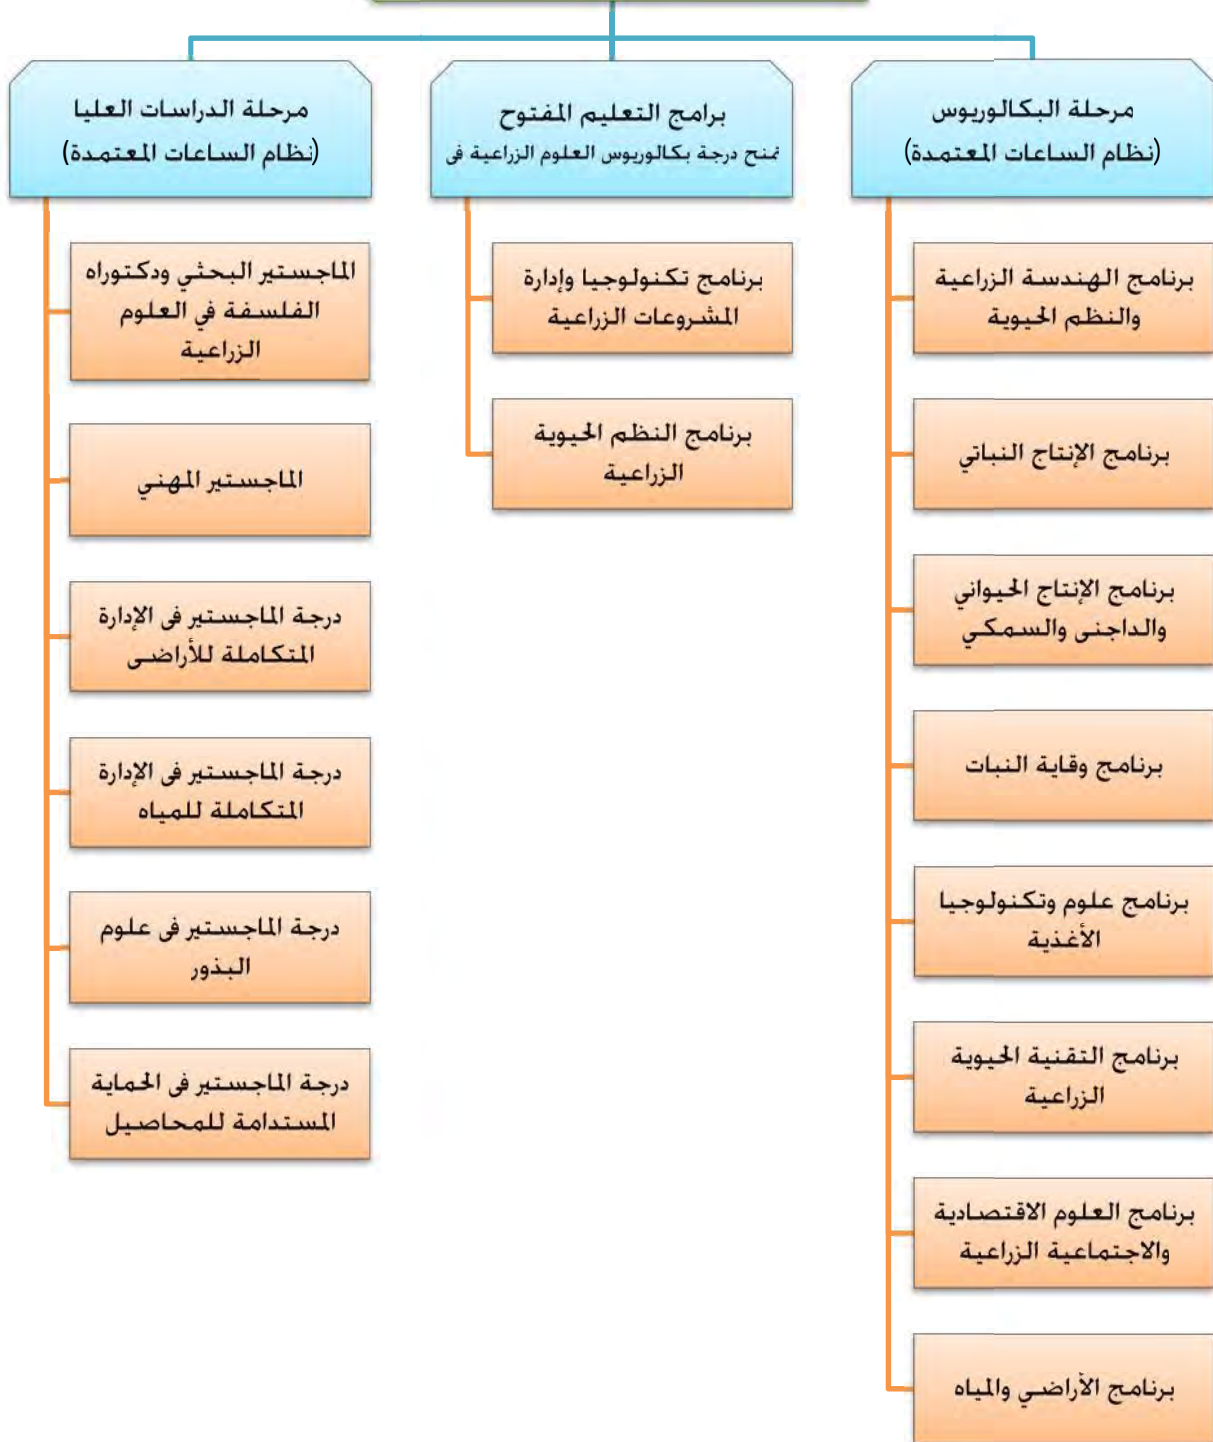 مرحلة البكالوريوس
(نظام الساعات المعتمدة)
برنامج الهندسة الزراعية
والنظم الحيوية
برنامج الإنتاج النباتي
برنامج الإنتاج الحيواني
والداجنى والسمكي
برنامج وقاية النبات
برنامج علوم وتكنولوجيا
الأغذية
برنامج التقنية الحيوية
الزراعية
برنامج العلوم الاقتصادية
والاجتماعية الزراعية
برنامج الأراضي والمياه
برامج التعليم المفتوح
تمنح درجة بكالوريوس العلوم الزراعية فى
برنامج تكنولوجيا وإدارة
المشروعات الزراعية
برنامج النظم الحيوية
الزراعية
مرحلة الدراسات العليا
(نظام الساعات المعتمدة)
الماجستير البحثي ودكتوراه
الفلسفة في العلوم
الزراعية
الماجستير المهني
درجة الماجستير فى الإدارة
المتكاملة للأراضى
درجة الماجستير فى الإدارة
المتكاملة للمياه
درجة الماجستير فى علوم
البذور
درجة الماجستير فى الحماية
المستدامة للمحاصيل